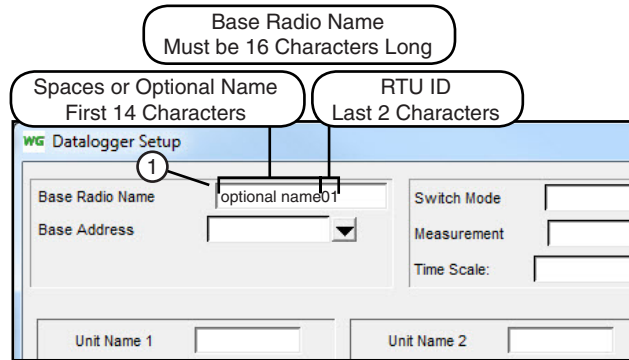 Base Radio Name
Must be 16 Characters Long
Spaces or Optional Name
First 14 Characters
RTU ID
Last 2 Characters
WG Datalogger Setup
1
Base Radio Name
optional name01
Base Address
Switch Mode
Measurement
Time Scale:
Unit Name 1
Unit Name 2